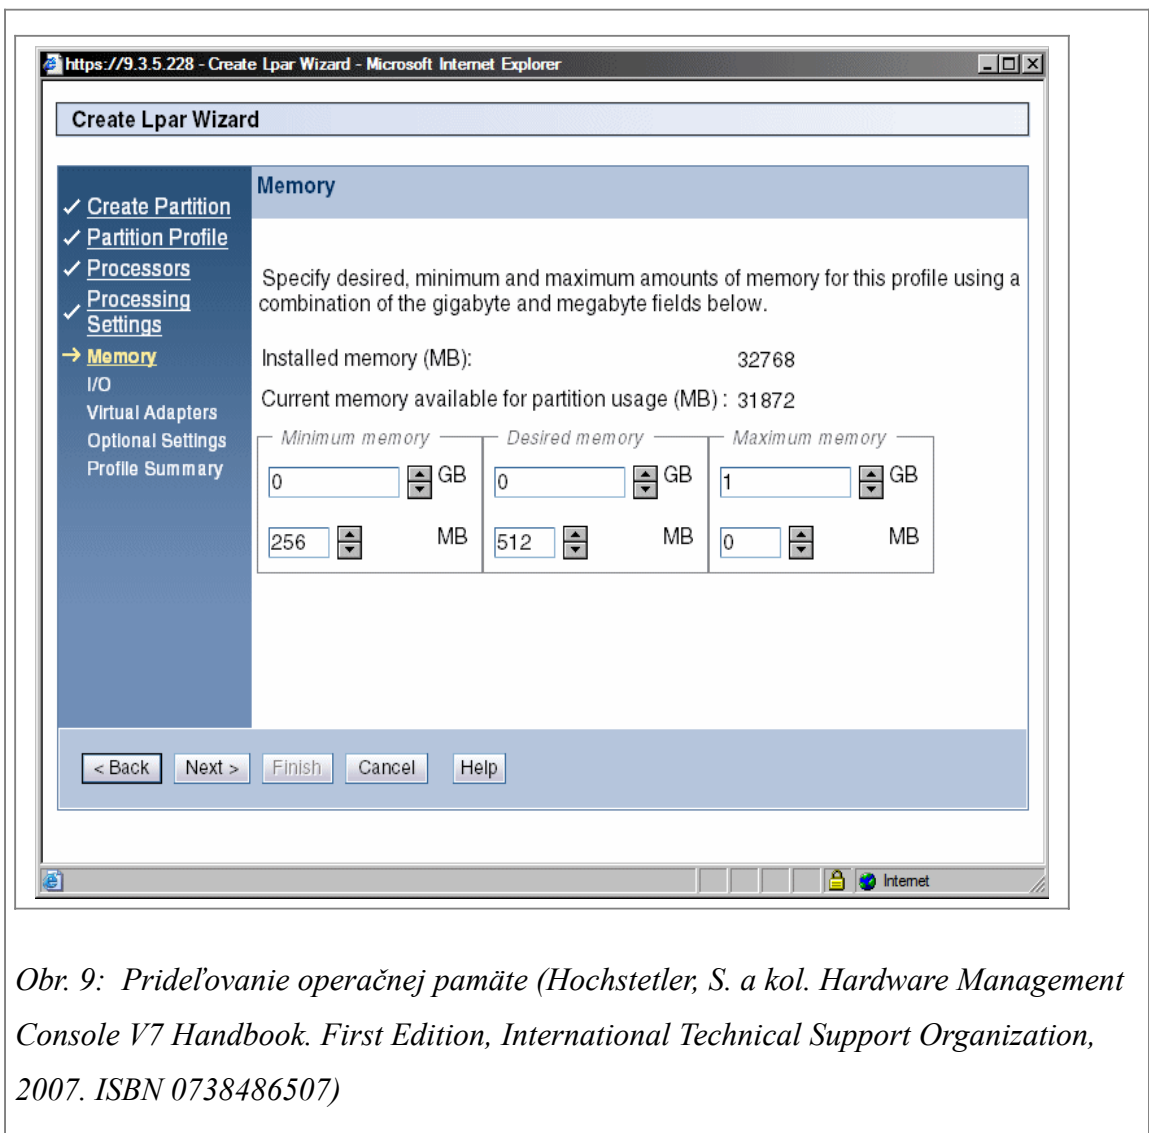 https://9.3.5.228 - Create Lpar Wizard - Microsoft Internet Explorer
Create Lpar Wizard
Create Partition
Partition Profile
Processors
Processing
Settings
Memory
I/O
Virtual Adapters
Optional Settings
Profile Summary
Memory
Specify desired, minimum and maximum amounts of memory for this profile using a
combination of the gigabyte and megabyte fields below.
Installed memory (MB): 32768
Current memory available for partition usage (MB) : 31872
Minimum memory Desired memory Maximum memory
0 GB 0 GB 1 GB
256 MB 512 MB 0 MB
< Back Next > Finish Cancel Help
Internet
Obr. 9: Prideľovanie operačnej pamäte (Hochstetler, S. a kol. Hardware Management
Console V7 Handbook. First Edition, International Technical Support Organization,
2007. ISBN 0738486507)